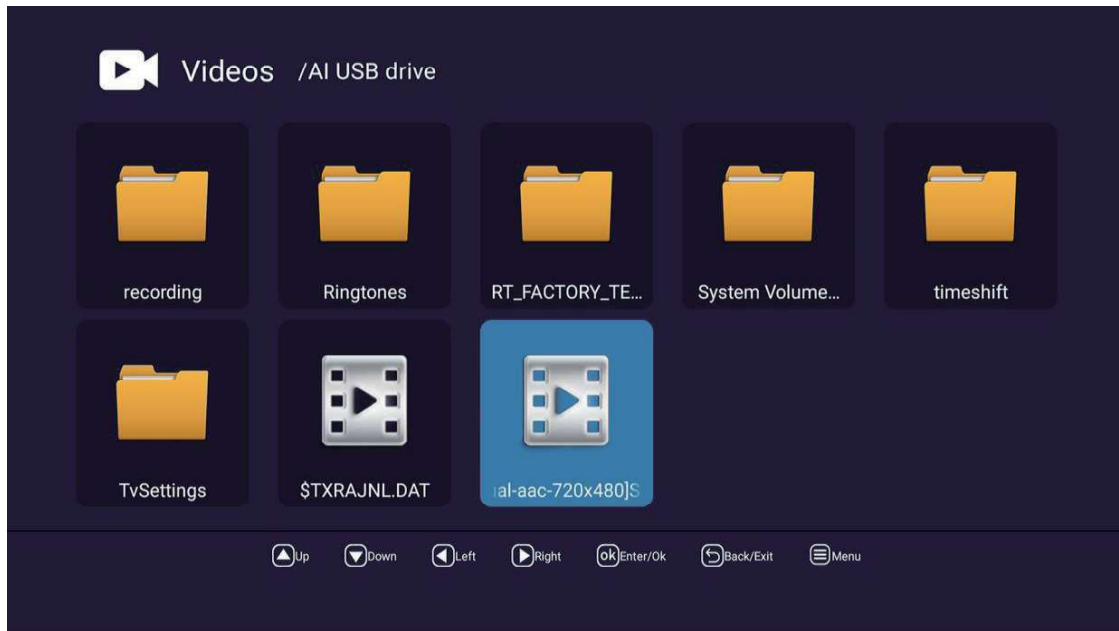 Videos /AI USB drive
recording Ringtones RT_FACTORY_TE... System Volume... timeshift
TvSettings $TXRAJNL.DAT al-aac-720x480]S
Up Down Left Right ok Enter/Ok Back/Exit Menu